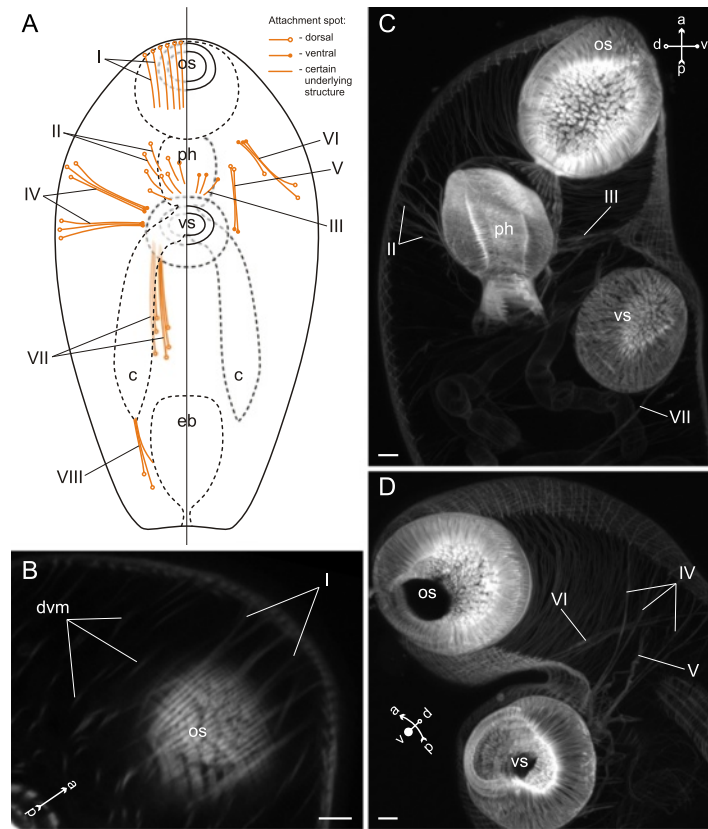 A
Attachment spot:
- dorsal
- ventral
- certain
underlying
structure
I
os
II
ph
VI
V
IV
III
vs
VII
c
c
eb
VIII
B
I
dvm
os
a
p
C
os
a
d
v
p
III
ph
II
vs
VII
D
os
IV
VI
V
a
d
v
p
vs